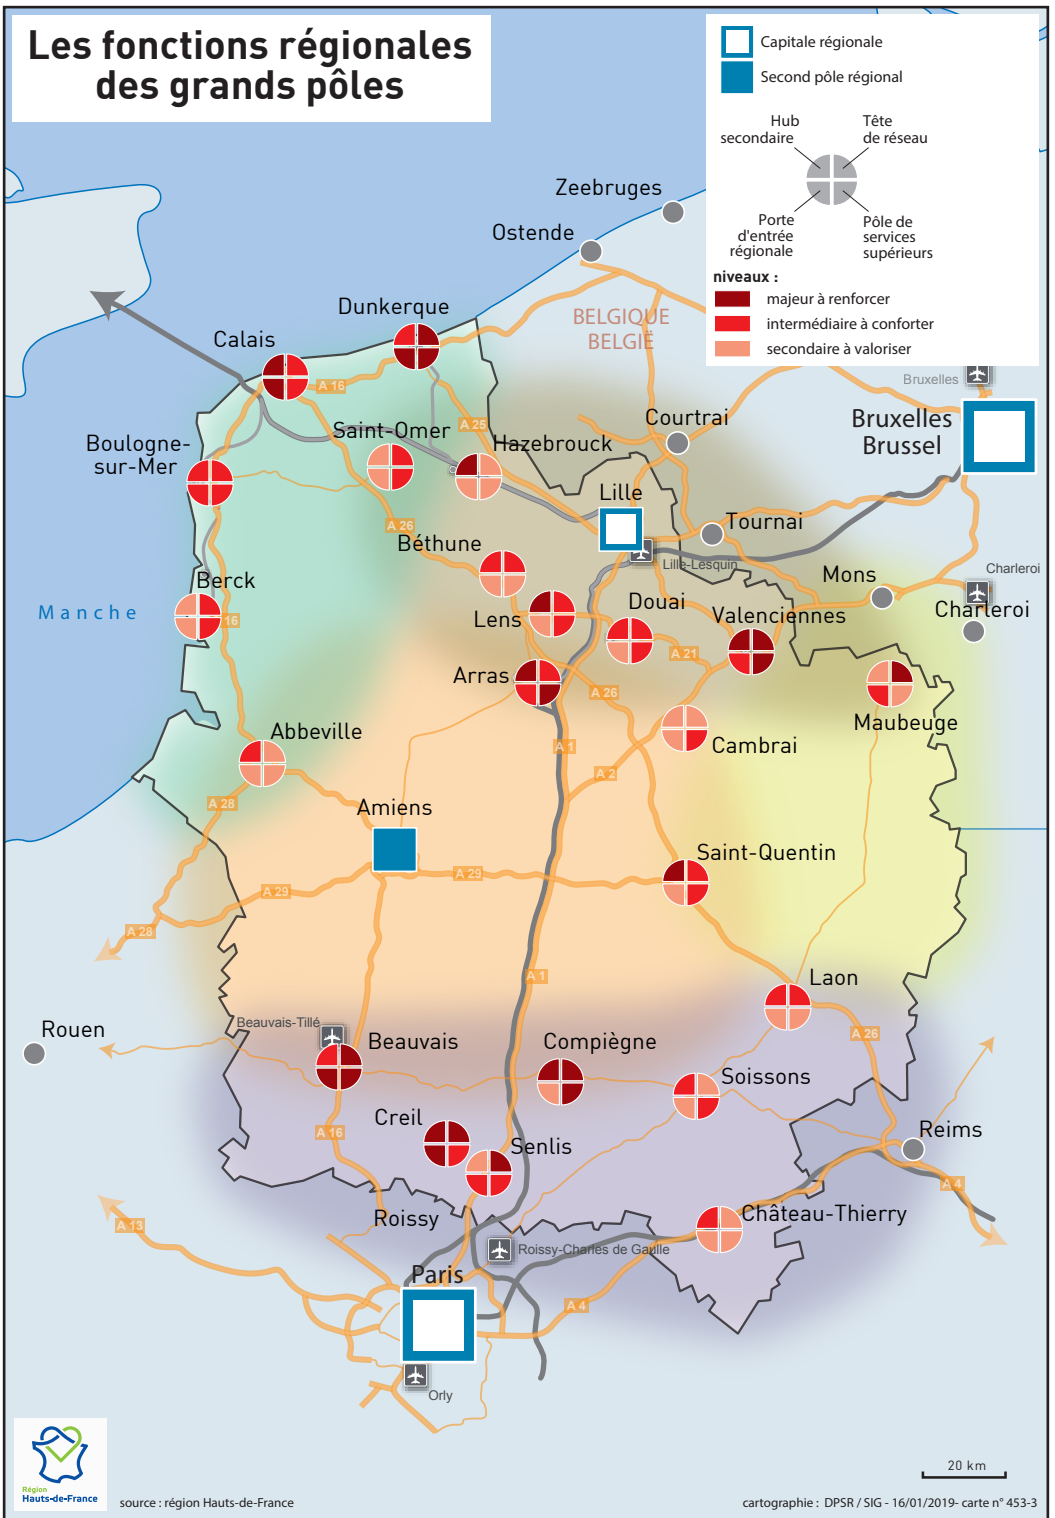 Les fonctions régionales
des grands pôles
Capitale régionale
Second pôle régional
Hub
secondaire
Tête
de réseau
Porte
d'entrée
régionale
Pôle de
services
supérieurs
niveaux :
majeur à renforcer
intermédiaire à conforter
secondaire à valoriser
Zeebruges
Ostende
BELGIQUE
BELGIË
Dunkerque
Calais
A 16
Bruxelles
Bruxelles
Brussel
Courtrai
Saint-Omer
A 25
Hazebrouck
Boulogne-
sur-Mer
Lille
A 26
Tournai
Béthune
Lille-Lesquin
Charleroi
Mons
Charleroi
Berck
Manche
16
Lens
Douai
Valenciennes
A 21
Arras
A 26
Maubeuge
Abbeville
Cambrai
A 1
A 2
A 28
Amiens
Saint-Quentin
A 29
A 29
A 28
A 1
Laon
Beauvais-Tillé
Rouen
Beauvais
Compiègne
A 26
Soissons
Creil
A 16
Senlis
Reims
A 4
Roissy
Château-Thierry
A 13
Roissy-Charles de Gaulle
Paris
A 4
Orly
20 km
Région
Hauts-de-France
source : région Hauts-de-France
cartographie : DPSR / SIG - 16/01/2019- carte n° 453-3